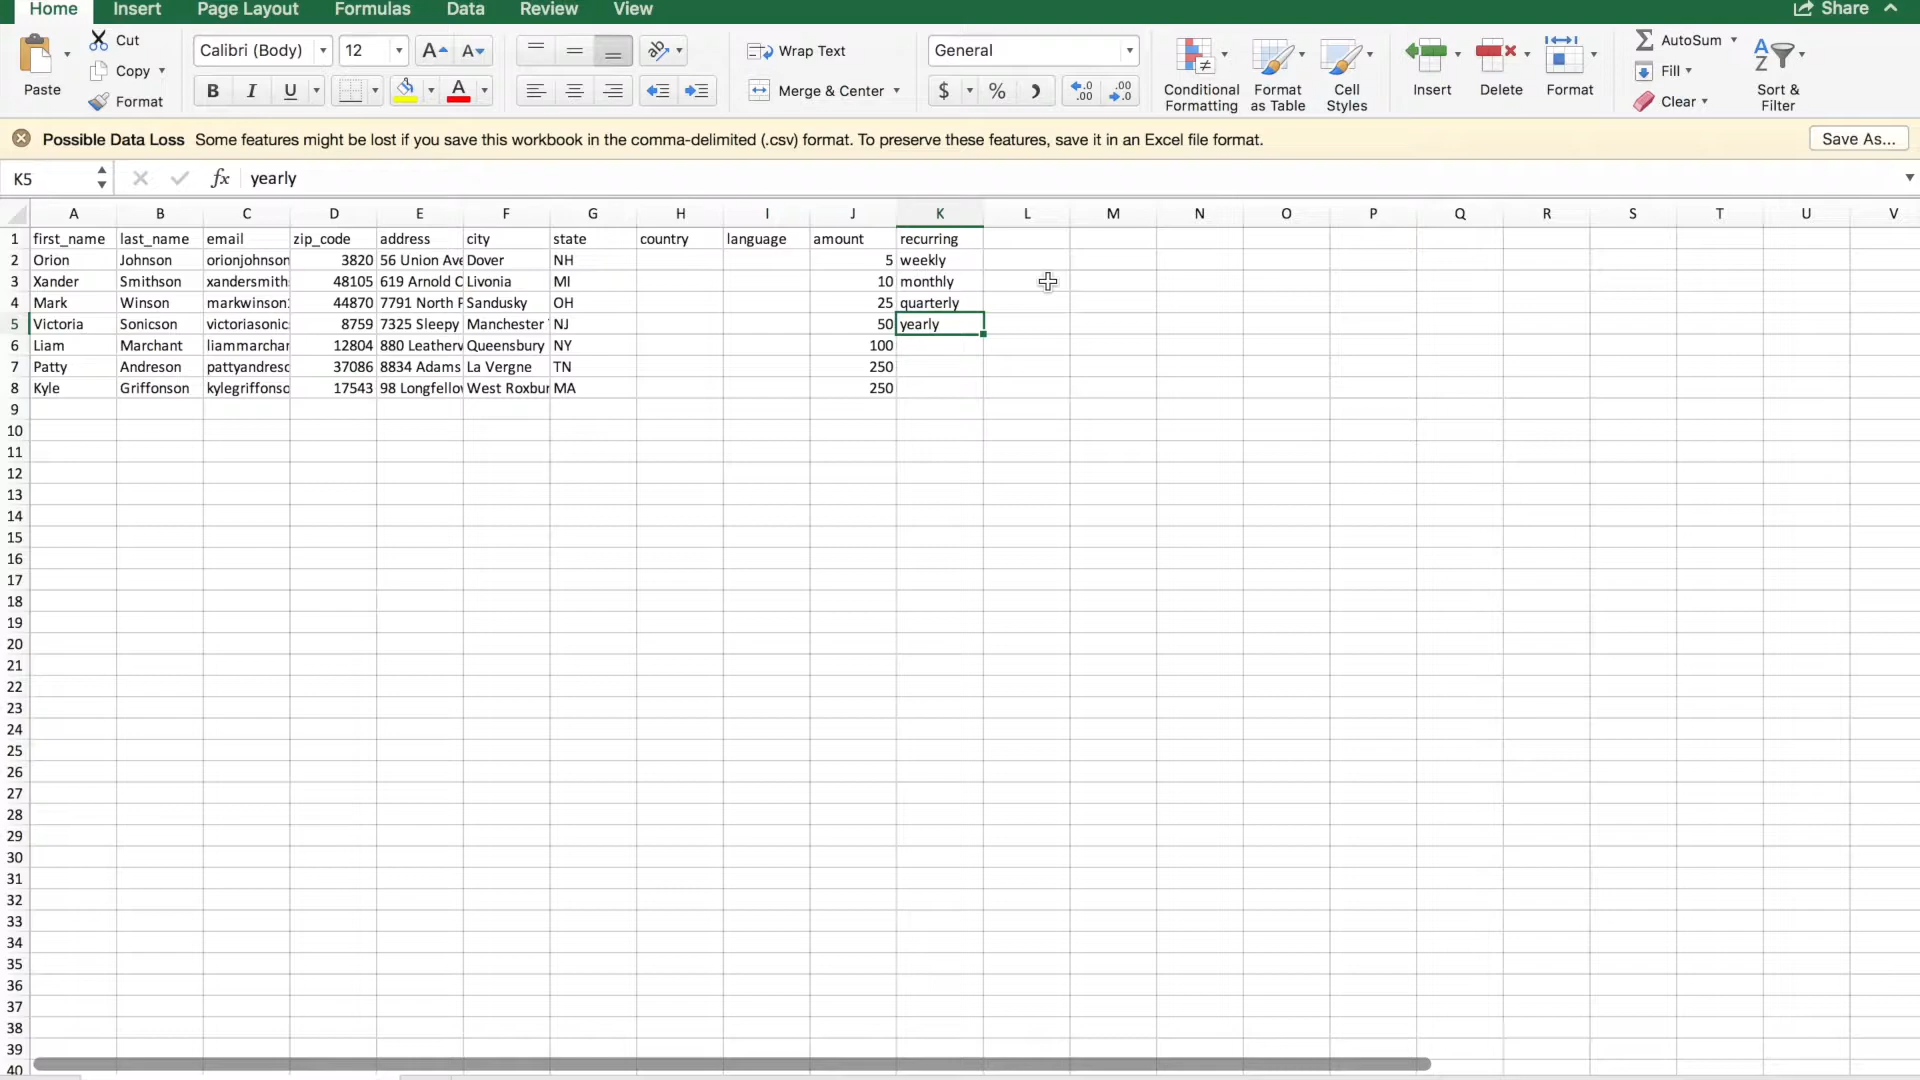 Home Insert Page Layout Formulas Data Review View Share
Cut Calibri (Body) 12 A A Wrap Text General AutoSum
Copy Fill
Paste Format B I U A Merge & Center $ % .0 .00 .00 .0 Conditional Formatting Format as Table Cell Styles Insert Delete Format Clear Sort & Filter
Possible Data Loss Some features might be lost if you save this workbook in the comma-delimited (.csv) format. To preserve these features, save it in an Excel file format. Save As...
K5 fx yearly
A B C D E F G H I J K L M N O P Q R S T U V
1 first_name last_name email zip_code address city state country language amount recurring
2 Orion Johnson orionjohnson 3820 56 Union Ave Dover NH 5 weekly
3 Xander Smithson xandersmith 48105 619 Arnold C Livonia MI 10 monthly
4 Mark Winson markwinson 44870 7791 North Sandusky OH 25 quarterly
5 Victoria Sonicson victoriasonic 8759 7325 Sleepy Manchester NJ 50 yearly
6 Liam Marchant liammarchan 12804 880 Leatherw Queensbury NY 100
7 Patty Andreson pattyandreso 37086 8834 Adams La Vergne TN 250
8 Kyle Griffonson kylegriffonso 17543 98 Longfellow West Roxbur MA 250
9
10
11
12
13
14
15
16
17
18
19
20
21
22
23
24
25
26
27
28
29
30
31
32
33
34
35
36
37
38
39
40